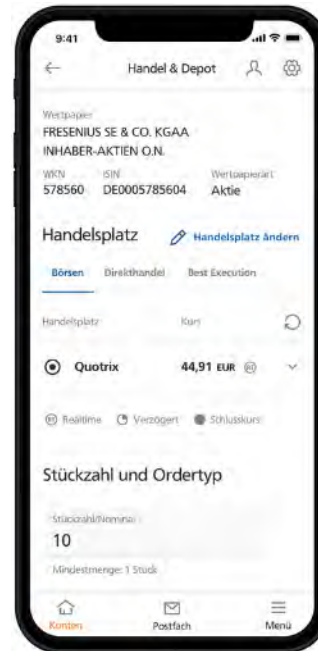 9:41
Handel & Depot
Wertpapier
FRESENIUS SE & CO. KGAA
INHABER-AKTIEN O.N.
WKN ISIN Wertpapierart
578560 DE0005785604 Aktie
Handelsplatz Handelsplatz ändern
Börsen Direkthandel Best Execution
Handelsplatz Kurs
Quotrix 44,91 EUR
Realtime Verzögert Schlusskurs
Stückzahl und Ordertyp
Stückzahl/Nominal
10
Mindestmenge: 1 Stück
Konten Postfach Menü